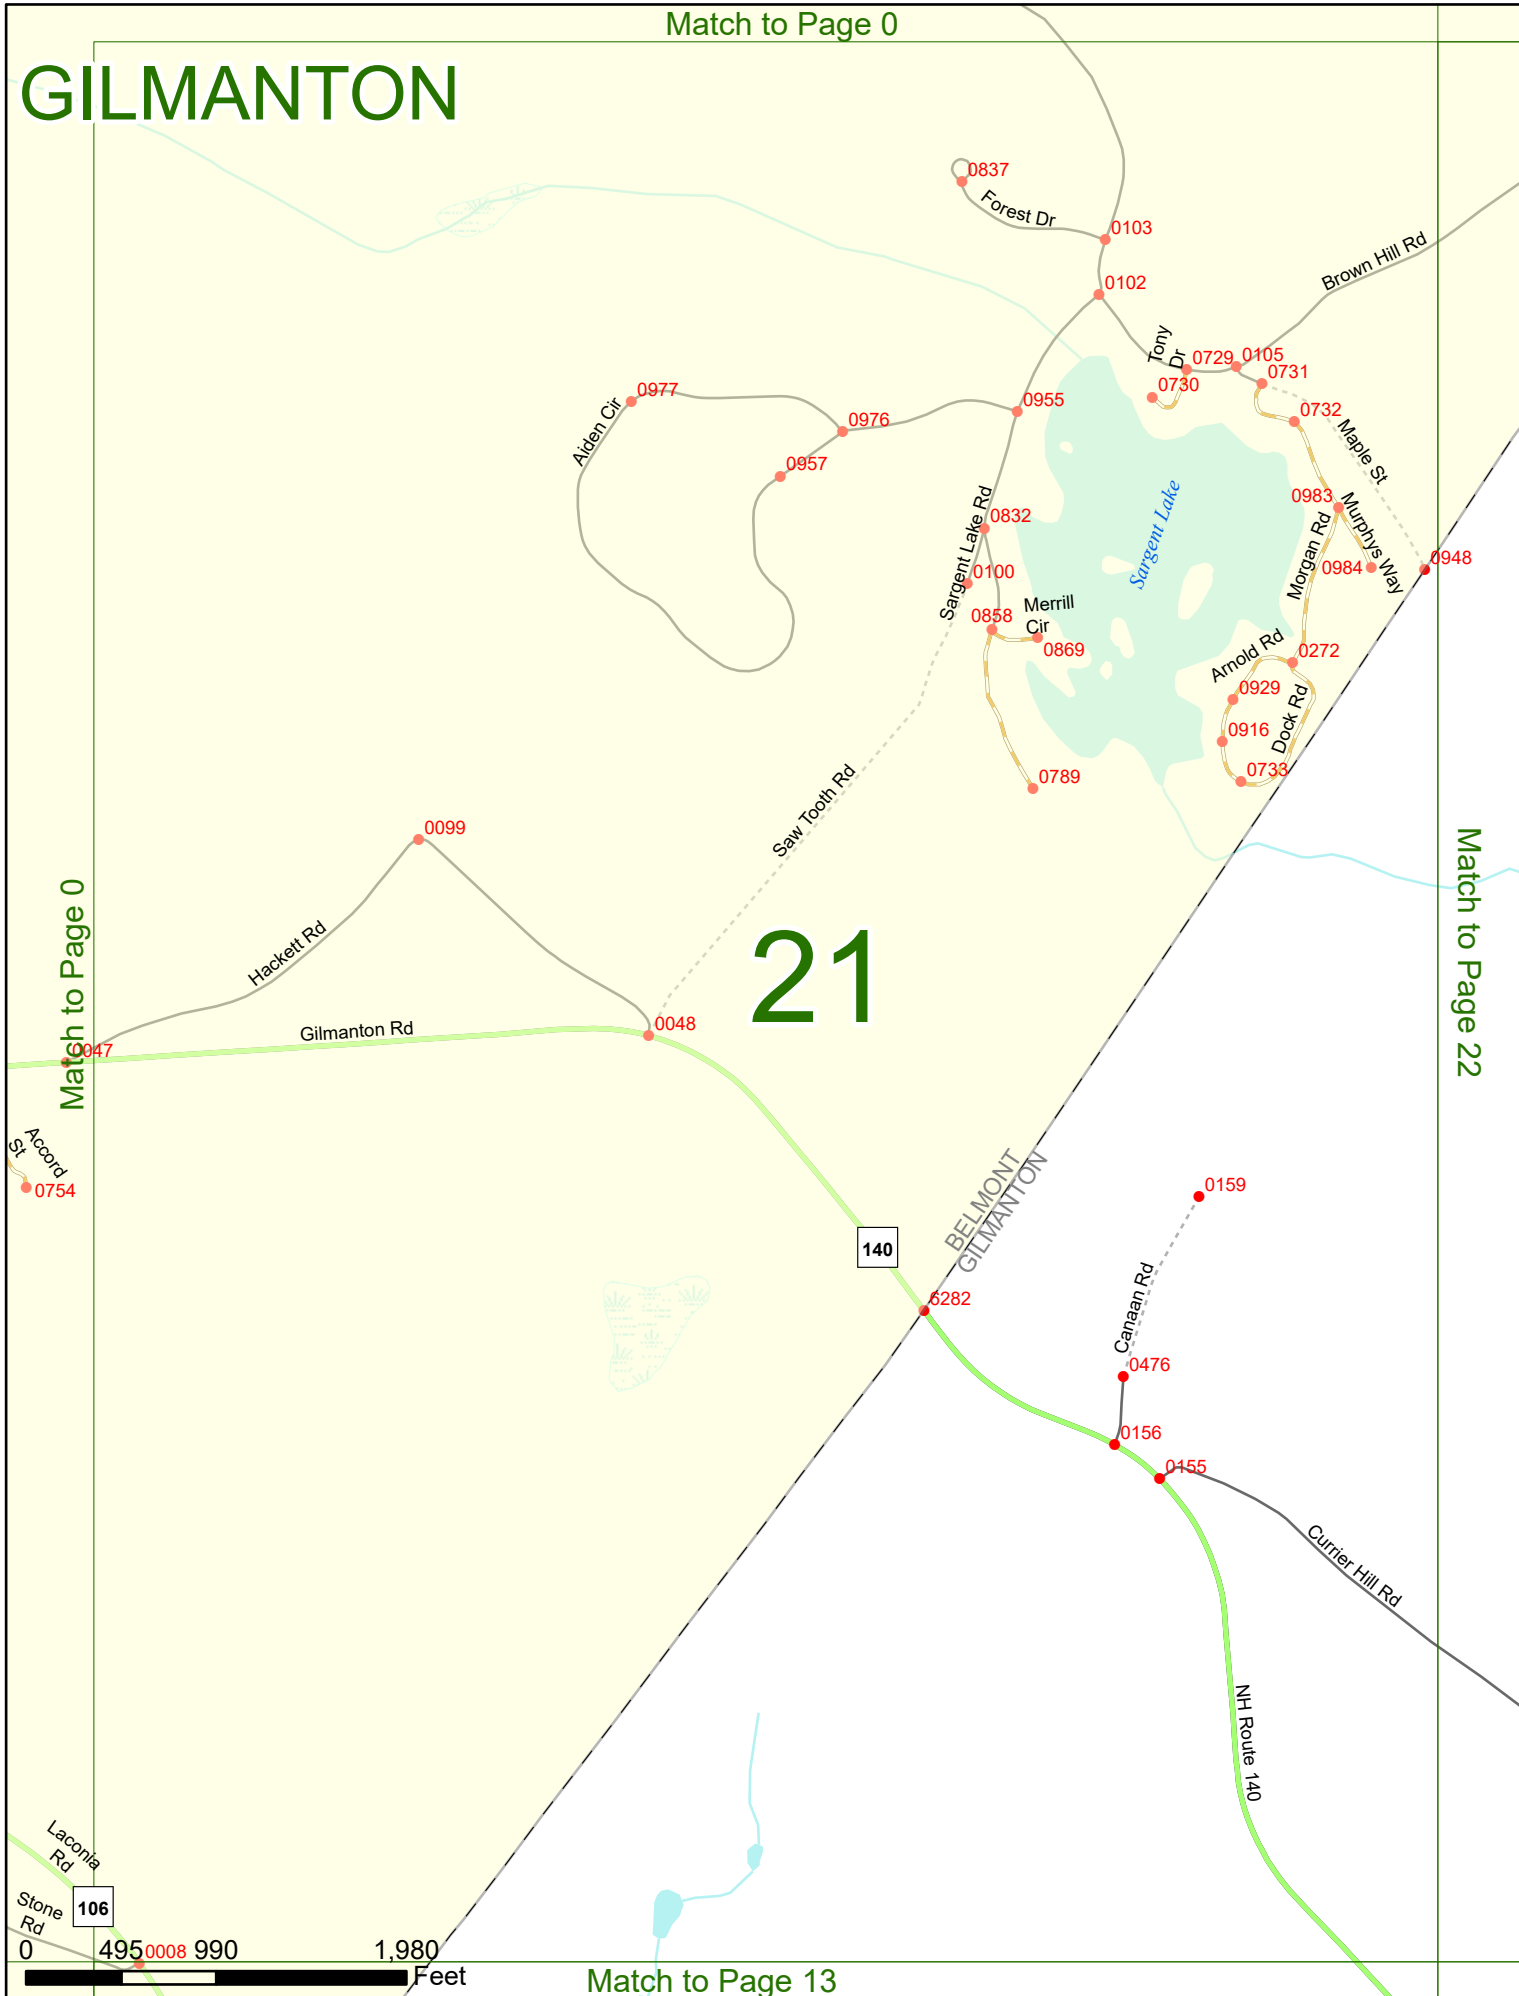 Match to Page 0
GILMANTON
0837
Forest Dr
0103
Brown Hill Rd
0102
Tony
Dr
0729
0105
0731
0730
0977
0955
0732
Aiden Cir
0976
Maple St
0957
Sargent Lake
0983
Murphys Way
Sargent Lake Rd
0832
Morgan Rd
0984
0948
0100
Merrill
Cir
0858
0869
Arnold Rd
0272
0929
Dock Rd
0916
0733
0789
Saw Tooth Rd
0099
Match to Page 0
Match to Page 22
Hackett Rd
21
Gilmanton Rd
0048
0047
Accord
St
0754
BELMONT
GILMANTON
0159
140
Canaan Rd
6282
0476
0156
0155
Currier Hill Rd
NH Route 140
Laconia
Rd
106
Stone
Rd
0008
0 495 990 1,980
Feet
Match to Page 13